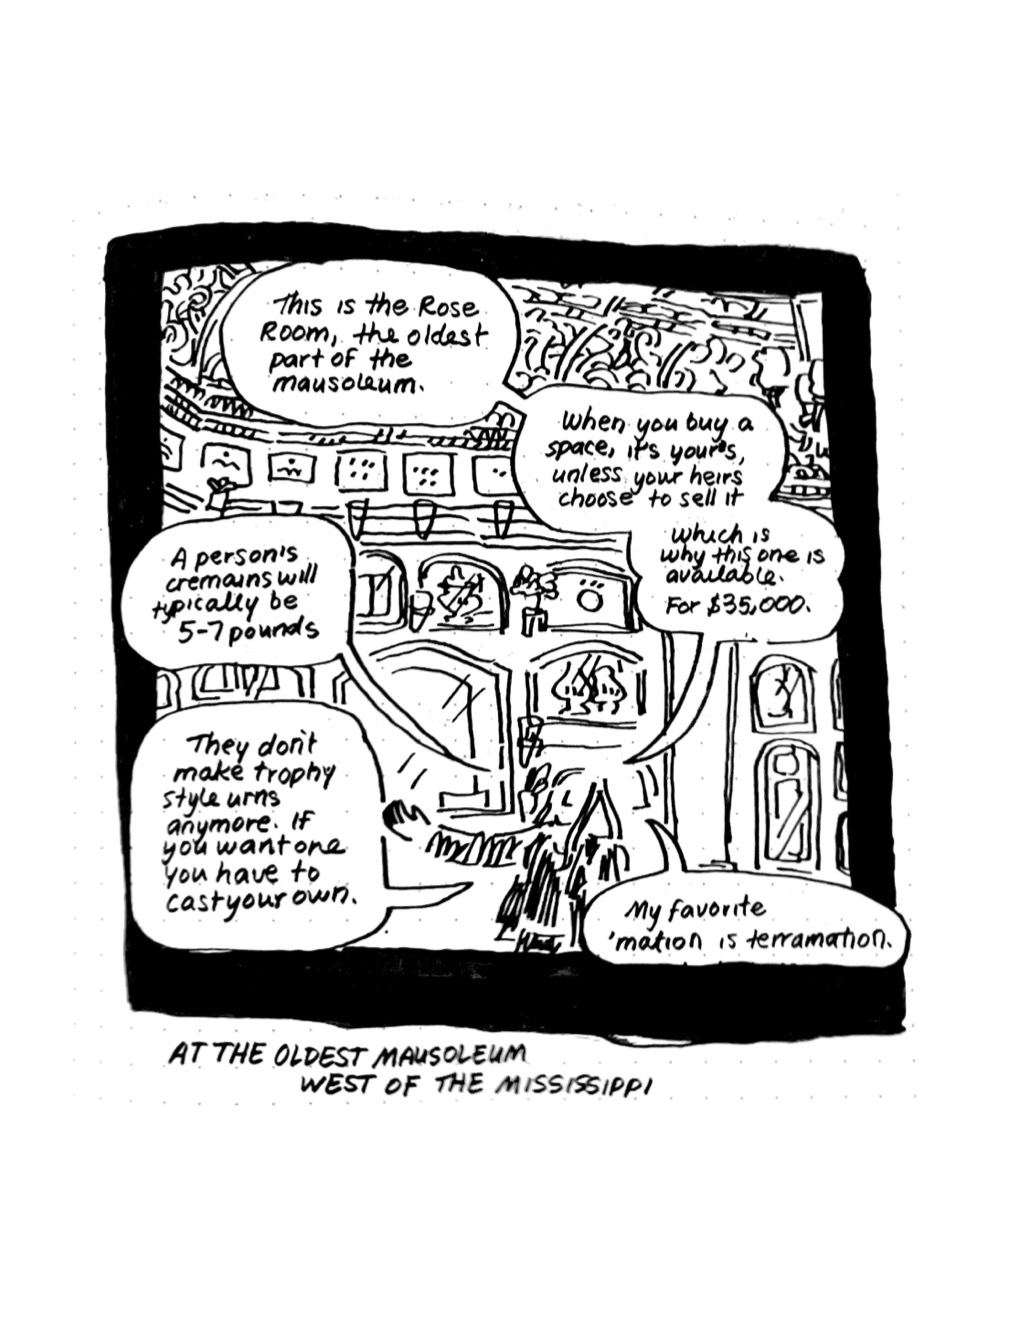 This is the Rose
Room, the oldest
part of the
mausoleum.
When you buy a
space, it's your's,
unless your heirs
choose to sell it
which is
why this one is
available.
For $35,000.
A person's
cremains will
typically be
5-7 pounds
They don't
make trophy
style urns
anymore. If
you want one
you have to
cast your own.
My favorite
'mation is terramation.
AT THE OLDEST MAUSOLEUM
WEST OF THE MISSISSIPPI